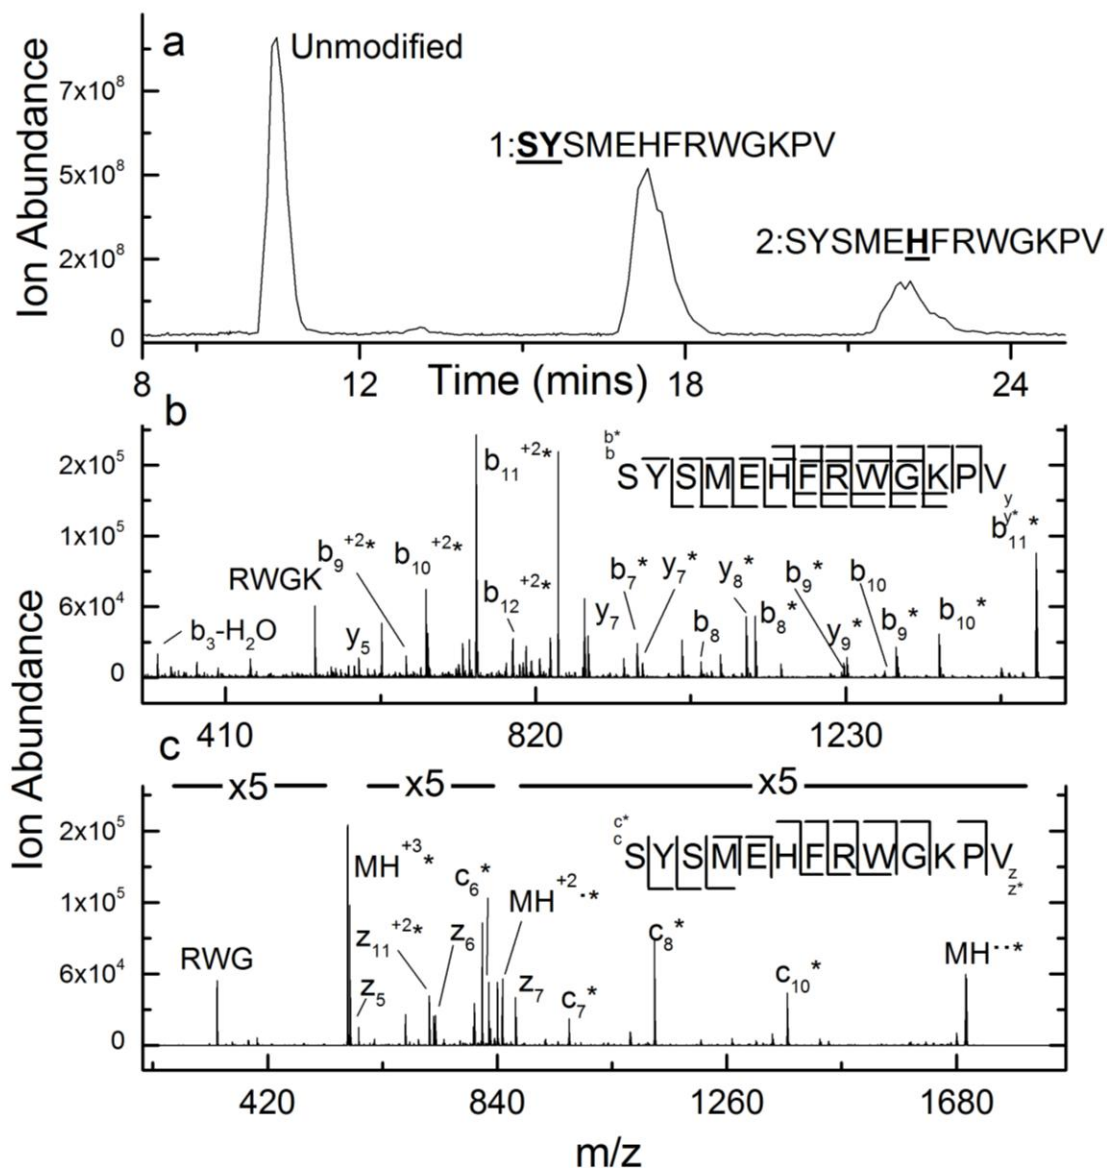 a
Unmodified
1:SYSMEHFRWGKPV
2:SYSMEHFRWGKPV
Ion Abundance
7x10⁸
5x10⁸
2x10⁸
0
8 12 18 24
Time (mins)
b
2x10⁵
1x10⁵
6x10⁴
0
b*
b
SYSMEHFRWGKPV
y
y*
RWGK
b₃-H₂O
b₉⁺²*
y₅
b₁₀⁺²*
b₁₁⁺²*
b₁₂⁺²*
y₇
b₇*
y₇*
b₈
y₈*
b₈*
b₉*
y₉*
b₁₀
b₉*
b₁₀*
b₁₁*
410 820 1230
Ion Abundance
c
x5 x5 x5
2x10⁵
1x10⁵
6x10⁴
0
c*
c
SYSMEHFRWGKPV
z
z*
RWG
MH⁺³*
z₅
z₁₁⁺²*
z₆
c₆*
MH⁺²·*
z₇
c₇*
c₈*
c₁₀*
MH··*
420 840 1260 1680
m/z